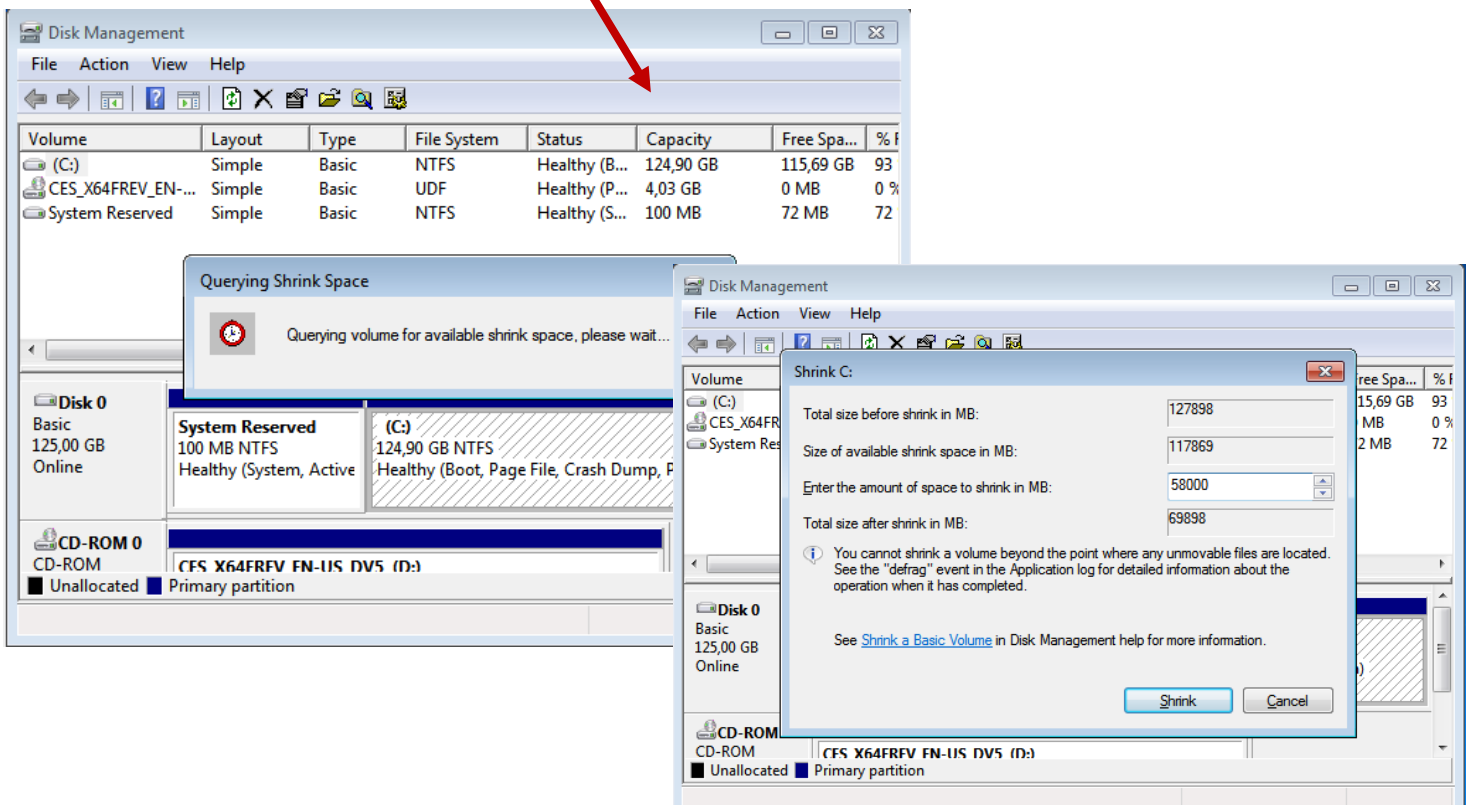 Disk Management
File Action View Help
Volume Layout Type File System Status Capacity Free Spa... % F
(C:) Simple Basic NTFS Healthy (B... 124,90 GB 115,69 GB 93
CES_X64FREV_EN-... Simple Basic UDF Healthy (P... 4,03 GB 0 MB 0 %
System Reserved Simple Basic NTFS Healthy (S... 100 MB 72 MB 72
Querying Shrink Space
Querying volume for available shrink space, please wait...
Disk 0
Basic
125,00 GB
Online
System Reserved
100 MB NTFS
Healthy (System, Active
(C:)
124,90 GB NTFS
Healthy (Boot, Page File, Crash Dump, P
CD-ROM 0
CD-ROM
CES_X64FREV_EN-US_DV5 (D:)
Unallocated Primary partition
Disk Management
File Action View Help
Volume Free Spa... % F
(C:) 15,69 GB 93
CES_X64FR MB 0 %
System Res 2 MB 72
Shrink C:
Total size before shrink in MB: 127898
Size of available shrink space in MB: 117869
Enter the amount of space to shrink in MB: 58000
Total size after shrink in MB: 69898
You cannot shrink a volume beyond the point where any unmovable files are located.
See the "defrag" event in the Application log for detailed information about the
operation when it has completed.
See Shrink a Basic Volume in Disk Management help for more information.
Shrink Cancel
Disk 0
Basic
125,00 GB
Online
CD-ROM
CD-ROM
CES_X64FREV_EN-US_DV5 (D:)
Unallocated Primary partition